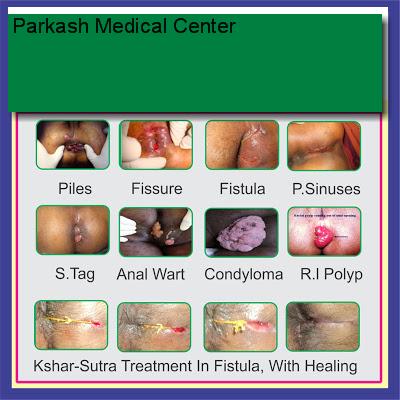 Parkash Medical Center
Piles Fissure Fistula P.Sinuses
S.Tag Anal Wart Condyloma R.I Polyp
Kshar-Sutra Treatment In Fistula, With Healing